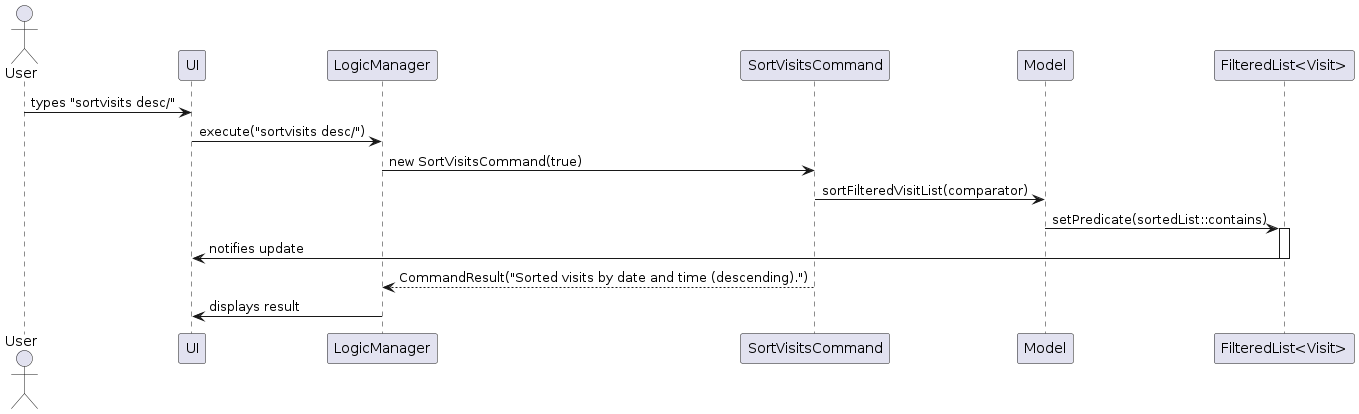 User
UI
LogicManager
SortVisitsCommand
Model
FilteredList<Visit>
types "sortvisits desc/"
execute("sortvisits desc/")
new SortVisitsCommand(true)
sortFilteredVisitList(comparator)
setPredicate(sortedList::contains)
notifies update
CommandResult("Sorted visits by date and time (descending).")
displays result
User
UI
LogicManager
SortVisitsCommand
Model
FilteredList<Visit>